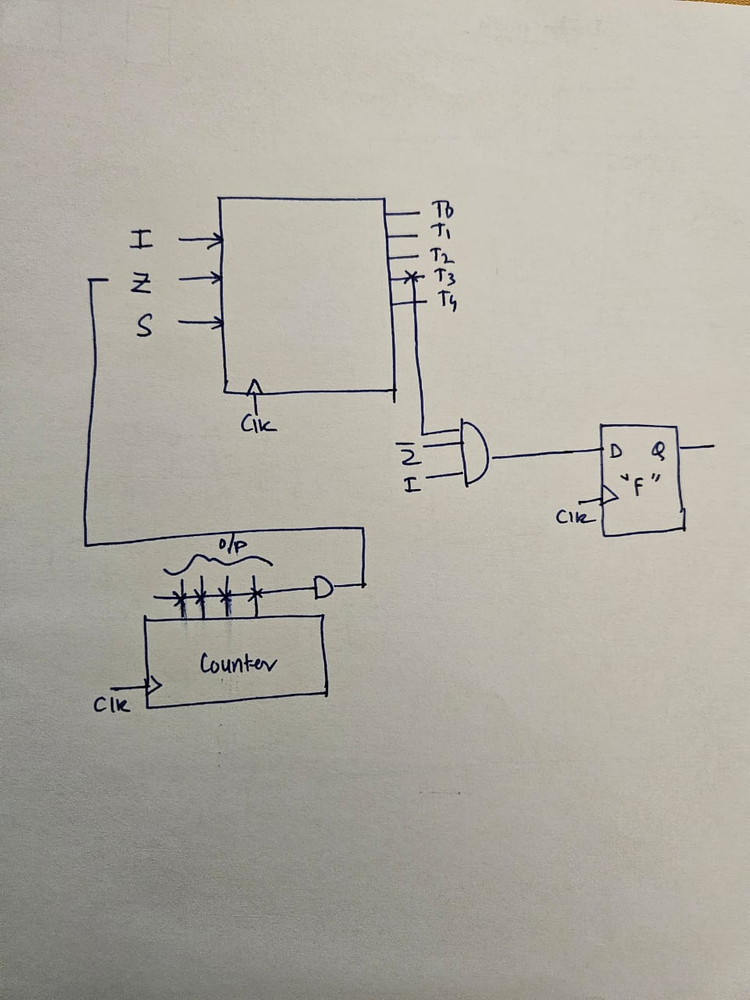 T0
I
T1
T2
Z
T3
T4
S
Clk
Z̅
I
D Q
"F"
Clk
O/P
Counter
Clk